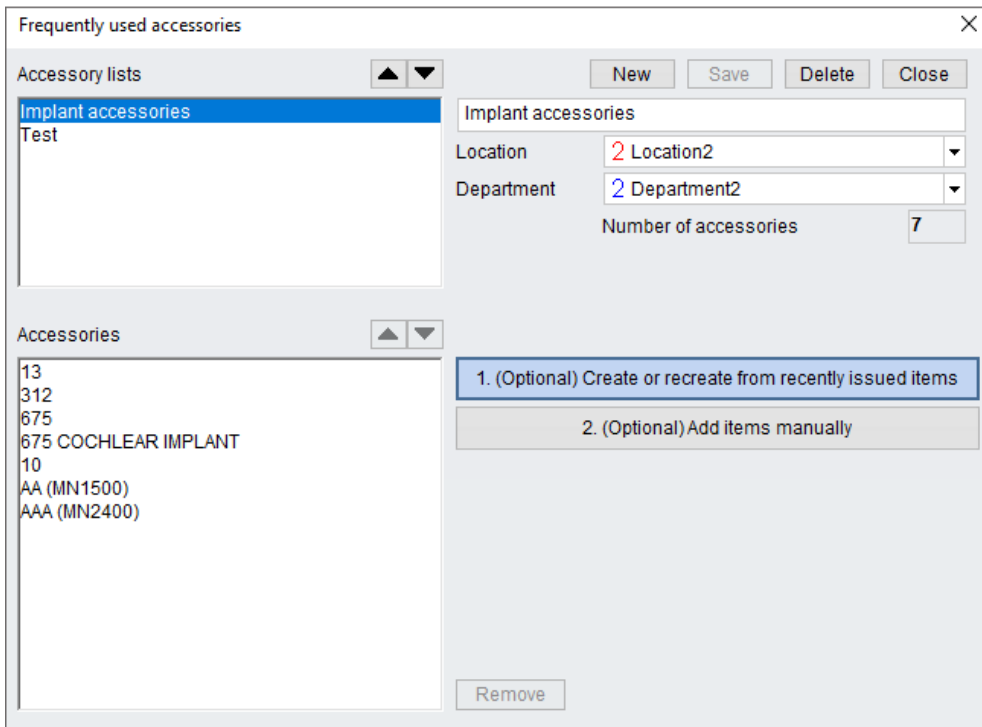 Frequently used accessories
Accessory lists
New Save Delete Close
Implant accessories
Test
Implant accessories
Location 2 Location2
Department 2 Department2
Number of accessories 7
Accessories
13
312
675
675 COCHLEAR IMPLANT
10
AA (MN1500)
AAA (MN2400)
1. (Optional) Create or recreate from recently issued items
2. (Optional) Add items manually
Remove